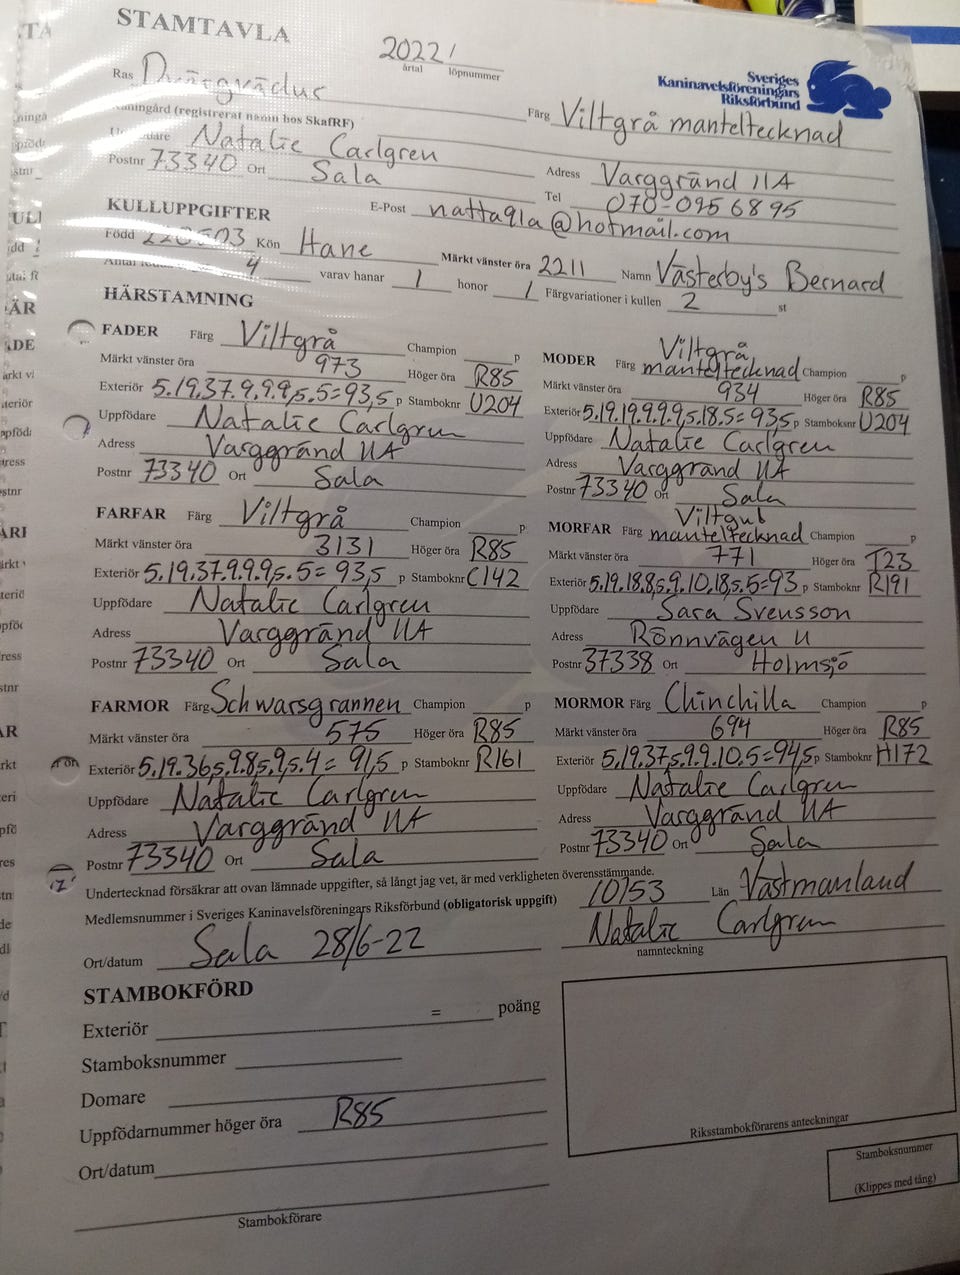 STAMTAVLA
2022/
årtal löpnummer
Sveriges
Kaninavelsföreningars
Riksförbund
Ras Dvärgvädur
Färg Viltgrå manteltecknad
Kaningård (registrerat namn hos SkafRF)
Uppfödare Natalie Carlgren
Adress Varggränd 11A
Postnr 73340 Ort Sala
Tel 070-0956895
KULLUPPGIFTER
E-Post natta91a@hotmail.com
Född 220503 Kön Hane Märkt vänster öra 2211 Namn Västerby's Bernard
Antal födda 4 varav hanar 1 honor 1 Färgvariationer i kullen 2 st
HÄRSTAMNING
FADER Färg Viltgrå Champion p
Märkt vänster öra 973 Höger öra R85
Exteriör 5.19.37.9.9.9,5.5=93,5 p Stamboksnr U204
Uppfödare Natalie Carlgren
Adress Varggränd 11A
Postnr 73340 Ort Sala
MODER Färg Viltgrå manteltecknad Champion p
Märkt vänster öra 934 Höger öra R85
Exteriör 5.19.19.9.9.9,5.18.5=93,5 p Stamboksnr U204
Uppfödare Natalie Carlgren
Adress Varggränd 11A
Postnr 73340 Ort Sala
FARFAR Färg Viltgrå Champion p
Märkt vänster öra 3131 Höger öra R85
Exteriör 5.19.37.9.9.9,5.5=93,5 p Stamboknr C142
Uppfödare Natalie Carlgren
Adress Varggränd 11A
Postnr 73340 Ort Sala
MORFAR Färg Viltgul manteltecknad Champion p
Märkt vänster öra 771 Höger öra T23
Exteriör 5.19.18.8,5.9.10.18,5.5=93 p Stamboknr R191
Uppfödare Sara Svensson
Adress Rönnvägen 11
Postnr 37338 Ort Holmsjö
FARMOR Färg Schwarsgrannen Champion p
Märkt vänster öra 575 Höger öra R85
Exteriör 5.19.36,5.9.8,5.9,5.4=91,5 p Stamboknr R161
Uppfödare Natalie Carlgren
Adress Varggränd 11A
Postnr 73340 Ort Sala
MORMOR Färg Chinchilla Champion p
Märkt vänster öra 694 Höger öra R85
Exteriör 5.19.37,5.9.9.10.5=94,5 p Stamboknr H172
Uppfödare Natalie Carlgren
Adress Varggränd 11A
Postnr 73340 Ort Sala
Undertecknad försäkrar att ovan lämnade uppgifter, så långt jag vet, är med verkligheten överensstämmande.
Medlemsnummer i Sveriges Kaninavelsföreningars Riksförbund (obligatorisk uppgift) 10153 Län Västmanland
Ort/datum Sala 28/6-22 Natalie Carlgren
namnteckning
STAMBOKFÖRD
Exteriör = poäng
Stamboksnummer
Domare
Uppfödarnummer höger öra R85
Ort/datum
Stambokförare
Riksstambokförarens anteckningar
Stamboksnummer
(Klippes med tång)